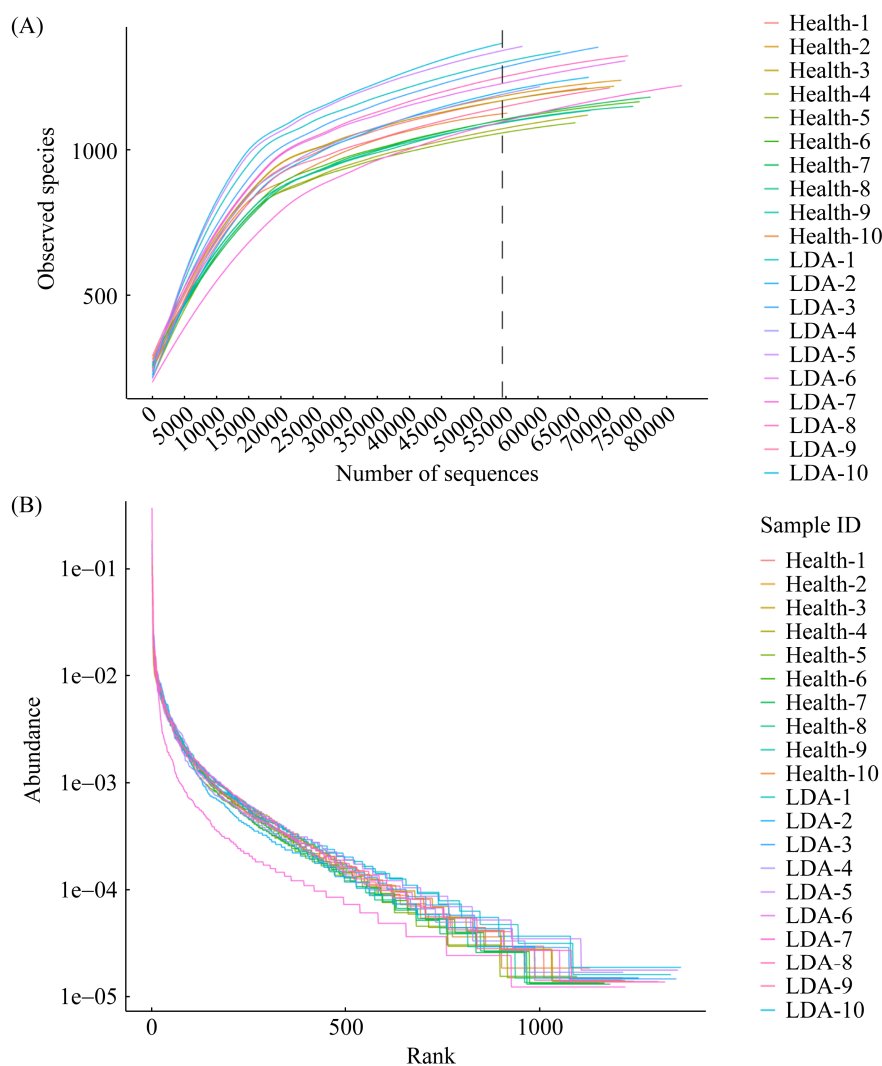 (A)
Observed species
1000
500
0
5000
10000
15000
20000
25000
30000
35000
40000
45000
50000
55000
60000
65000
70000
75000
80000
Number of sequences
Health-1
Health-2
Health-3
Health-4
Health-5
Health-6
Health-7
Health-8
Health-9
Health-10
LDA-1
LDA-2
LDA-3
LDA-4
LDA-5
LDA-6
LDA-7
LDA-8
LDA-9
LDA-10
(B)
Abundance
1e−01
1e−02
1e−03
1e−04
1e−05
0
500
1000
Rank
Sample ID
Health-1
Health-2
Health-3
Health-4
Health-5
Health-6
Health-7
Health-8
Health-9
Health-10
LDA-1
LDA-2
LDA-3
LDA-4
LDA-5
LDA-6
LDA-7
LDA-8
LDA-9
LDA-10